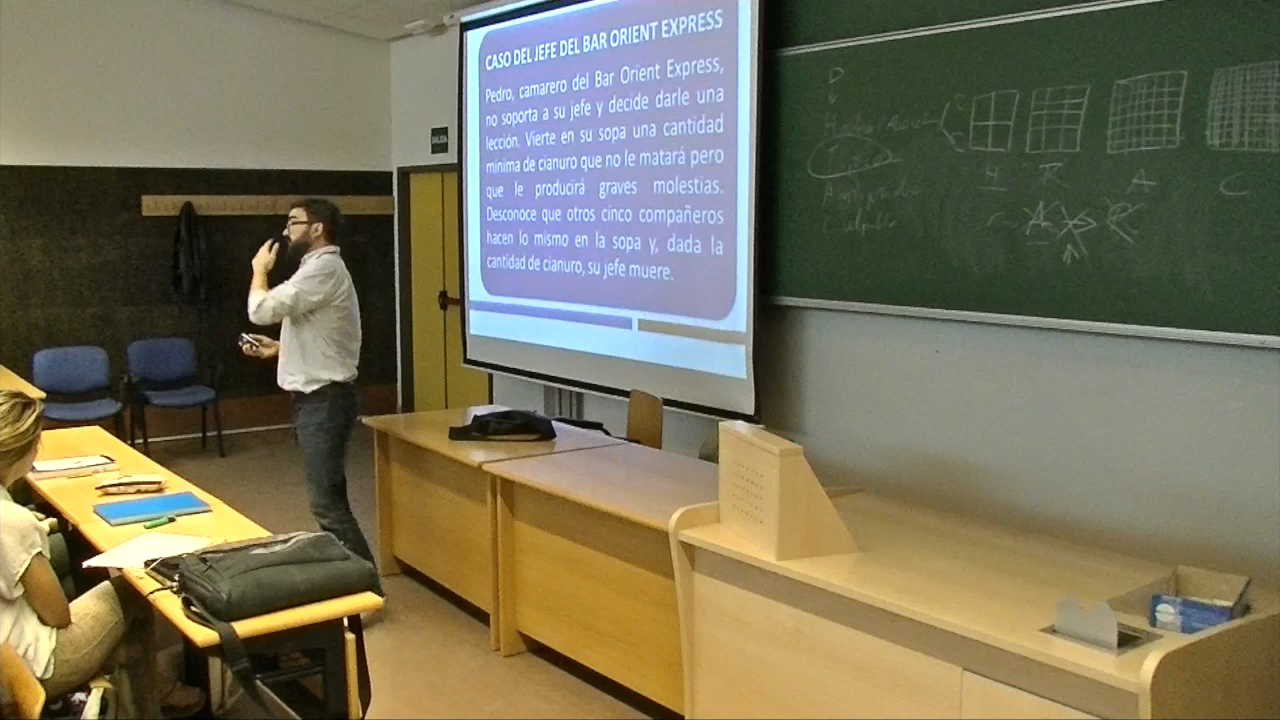 CASO DEL JEFE DEL BAR ORIENT EXPRESS
Pedro, camarero del Bar Orient Express,
no soporta a su jefe y decide darle una
lección. Vierte en su sopa una cantidad
mínima de cianuro que no le matará pero
que le producirá graves molestias.
Desconoce que otros cinco compañeros
hacen lo mismo en la sopa y, dada la
cantidad de cianuro, su jefe muere.
SALIDA
D
R
A
C